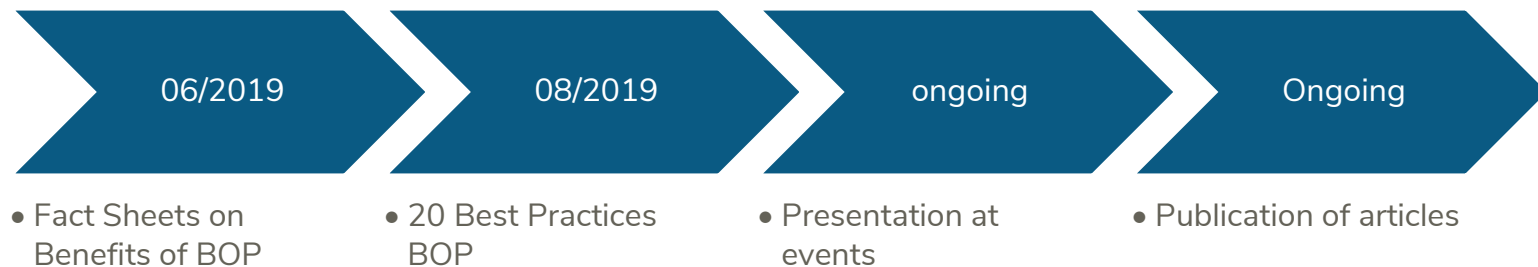 06/2019
08/2019
ongoing
Ongoing
• Fact Sheets on
Benefits of BOP
• 20 Best Practices
BOP
• Presentation at
events
• Publication of articles